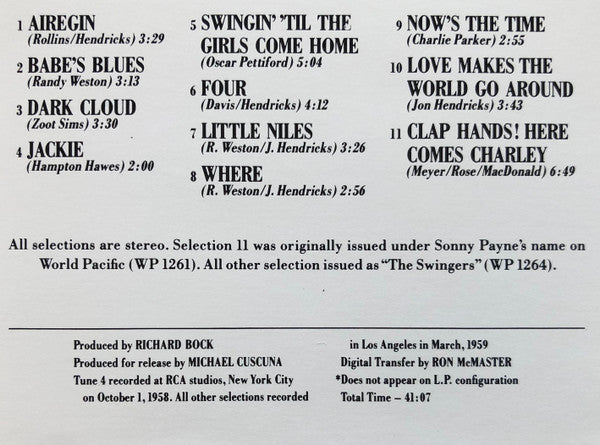 1 AIREGIN
(Rollins/Hendricks) 3:29
2 BABE'S BLUES
(Randy Weston) 3:13
3 DARK CLOUD
(Zoot Sims) 3:30
4 JACKIE
(Hampton Hawes) 2:00
5 SWINGIN' 'TIL THE
GIRLS COME HOME
(Oscar Pettiford) 5:04
6 FOUR
(Davis/Hendricks) 4:12
7 LITTLE NILES
(R. Weston/J. Hendricks) 3:26
8 WHERE
(R. Weston/J. Hendricks) 2:56
9 NOW'S THE TIME
(Charlie Parker) 2:55
10 LOVE MAKES THE
WORLD GO AROUND
(Jon Hendricks) 3:43
11 CLAP HANDS! HERE
COMES CHARLEY
(Meyer/Rose/MacDonald) 6:49
All selections are stereo. Selection 11 was originally issued under Sonny Payne's name on
World Pacific (WP 1261). All other selection issued as "The Swingers" (WP 1264).
Produced by RICHARD BOCK
Produced for release by MICHAEL CUSCUNA
Tune 4 recorded at RCA studios, New York City
on October 1, 1958. All other selections recorded
in Los Angeles in March, 1959
Digital Transfer by RON McMASTER
*Does not appear on L.P. configuration
Total Time – 41:07